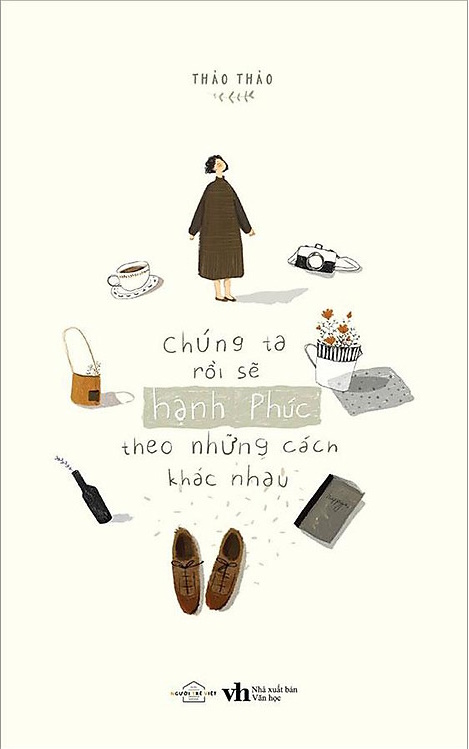 THẢO THẢO
Chúng ta
rồi sẽ
hạnh Phúc
theo những cách
khác nhau
NGƯỜI TRẺ VIỆT
vh Nhà xuất bản
Văn học